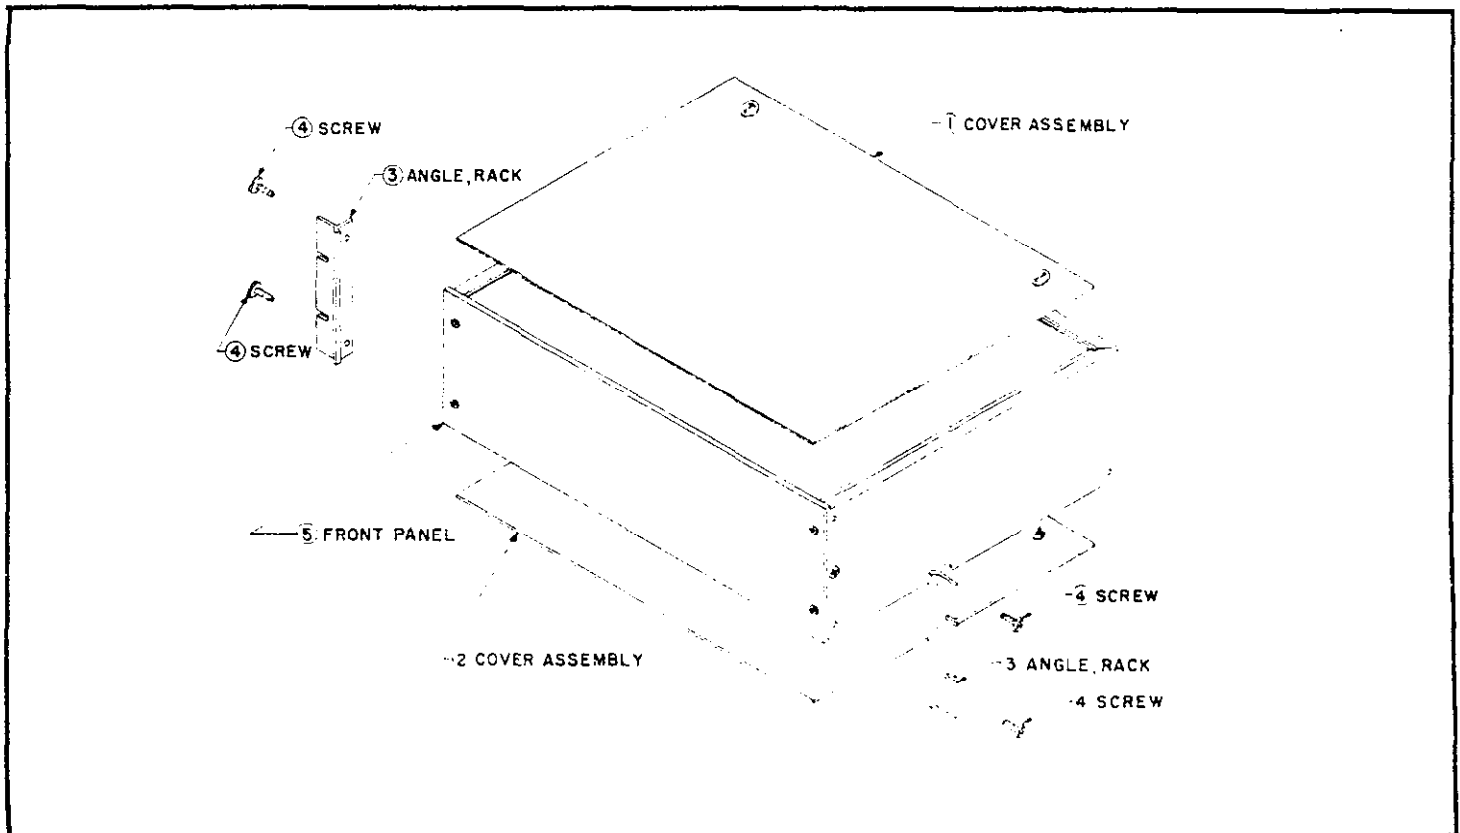 ④ SCREW
① COVER ASSEMBLY
③ ANGLE, RACK
④ SCREW
⑤ FRONT PANEL
④ SCREW
2 COVER ASSEMBLY
3 ANGLE, RACK
4 SCREW